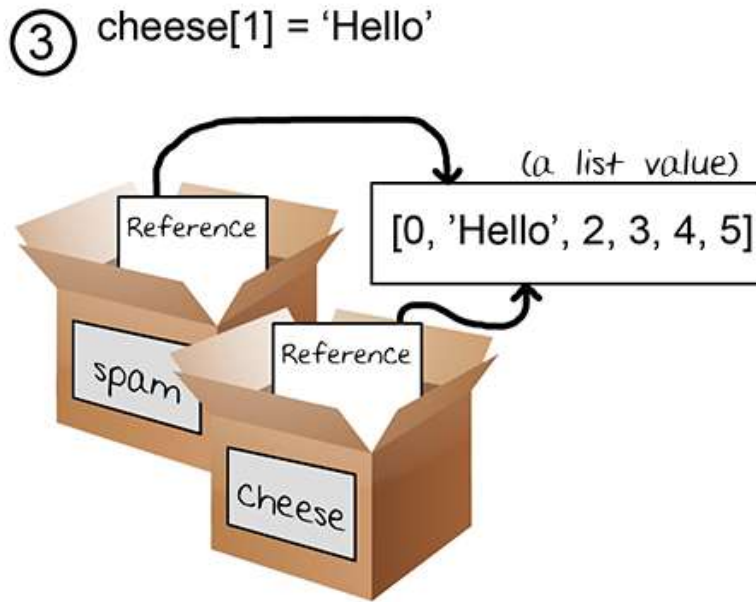 3 cheese[1] = ‘Hello’
(a list value)
Reference
[0, ’Hello’, 2, 3, 4, 5]
Reference
spam
Cheese